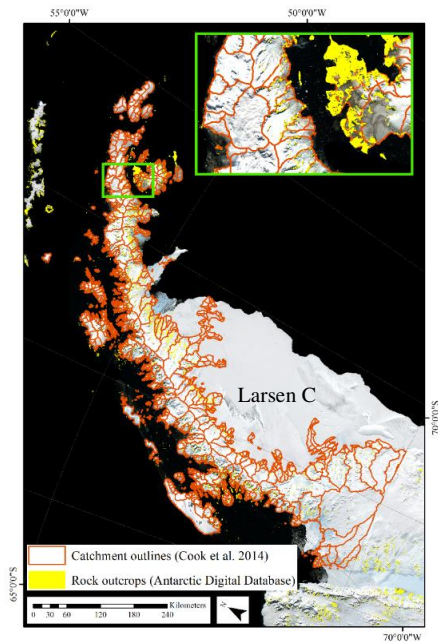 55°0'0"W
50°0'0"W
Larsen C
70°0'0"S
Catchment outlines (Cook et al. 2014)
Rock outcrops (Antarctic Digital Database)
65°0'0"S
Kilometers
0 30 60 120 180 240
N
70°0'0"W